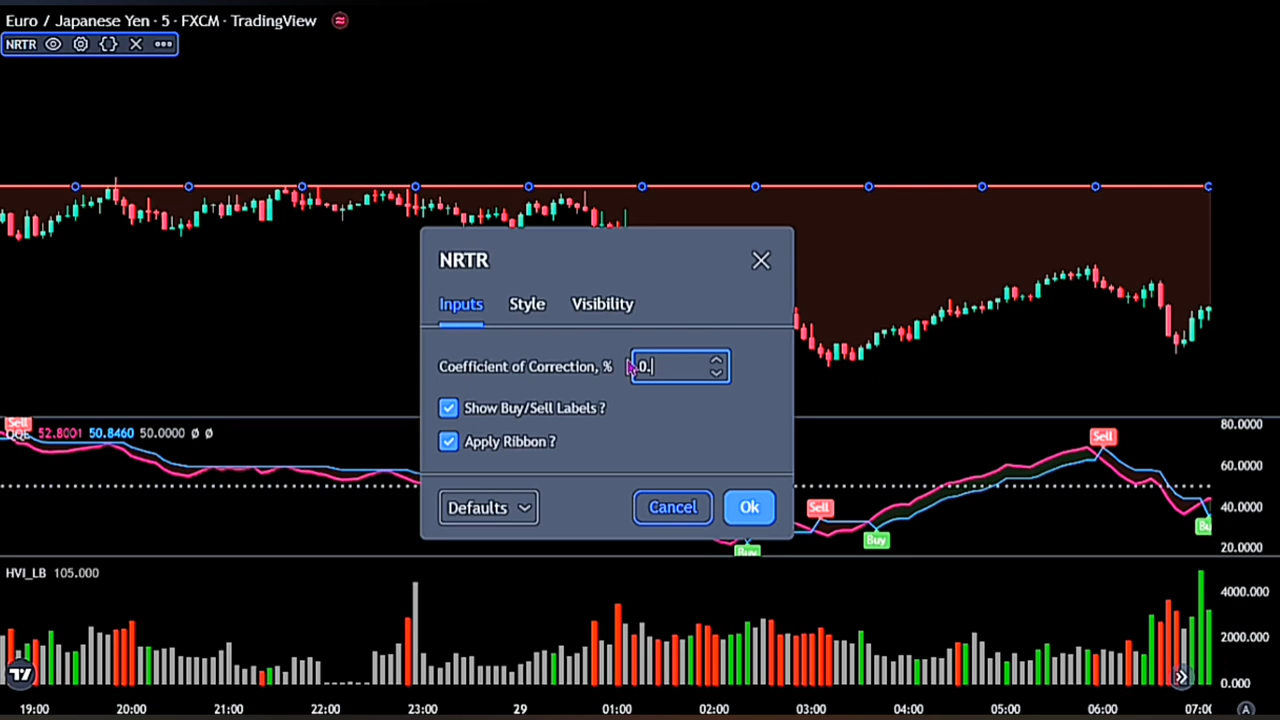 Euro / Japanese Yen · 5 · FXCM · TradingView
NRTR
NRTR
Inputs Style Visibility
Coefficient of Correction, % 0.
Show Buy/Sell Labels ?
Apply Ribbon ?
Defaults Cancel Ok
Sell
QQE 52.8001 50.8460 50.0000 ø ø
Sell
Sell
Buy
Buy
Bu
80.0000
60.0000
40.0000
20.0000
HVI_LB 105.000
4000.000
2000.000
0.000
19:00 20:00 21:00 22:00 23:00 29 01:00 02:00 03:00 04:00 05:00 06:00 07:00
A